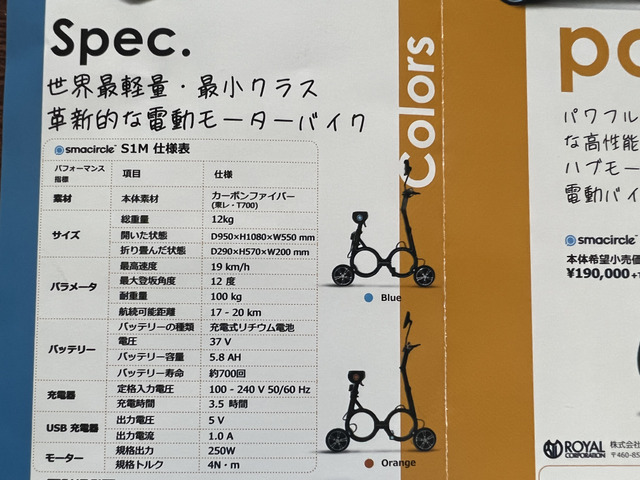 Spec.
世界最軽量・最小クラス
革新的な電動モーターバイク
smacircle S1M 仕様表
パフォーマンス指標 項目 仕様
素材 本体素材 カーボンファイバー(東レ・T700)
サイズ 総重量 12kg
開いた状態 D950×H1080×W550 mm
折り畳んだ状態 D290×H570×W200 mm
パラメータ 最高速度 19 km/h
最大登坂角度 12 度
耐重量 100 kg
航続可能距離 17 - 20 km
バッテリー バッテリーの種類 充電式リチウム電池
電圧 37 V
バッテリー容量 5.8 AH
バッテリー寿命 約700回
充電器 定格入力電圧 100 - 240 V 50/60 Hz
充電時間 3.5 時間
USB 充電器 出力電圧 5 V
出力電流 1.0 A
モーター 規格出力 250W
規格トルク 4N・m
Colors
Blue
Orange
po
パワフル
な高性能
ハブモー
電動バイ
smacircle
本体希望小売価
¥190,000
ROYAL
CORPORATION
株式会社
〒460-85